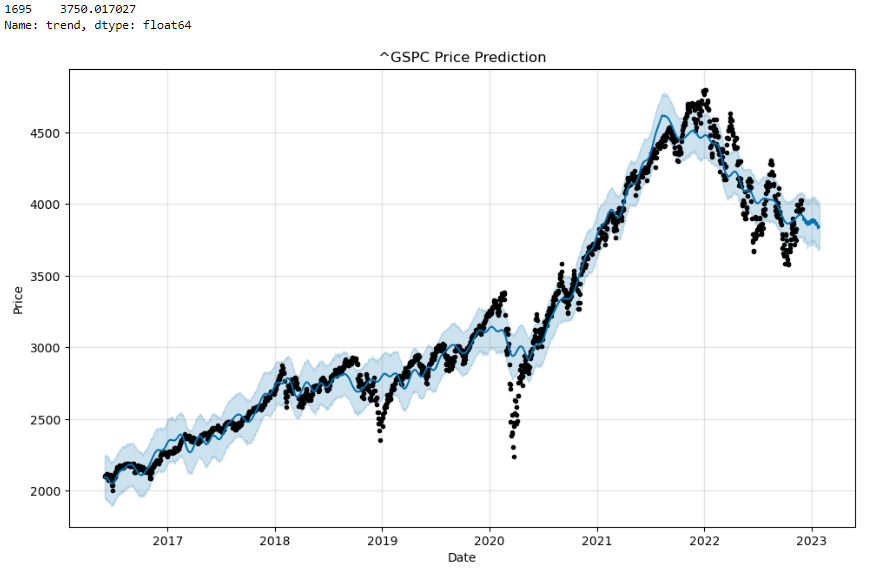 1695    3750.017027
Name: trend, dtype: float64
^GSPC Price Prediction
4500
4000
3500
3000
2500
2000
Price
2017 2018 2019 2020 2021 2022 2023
Date